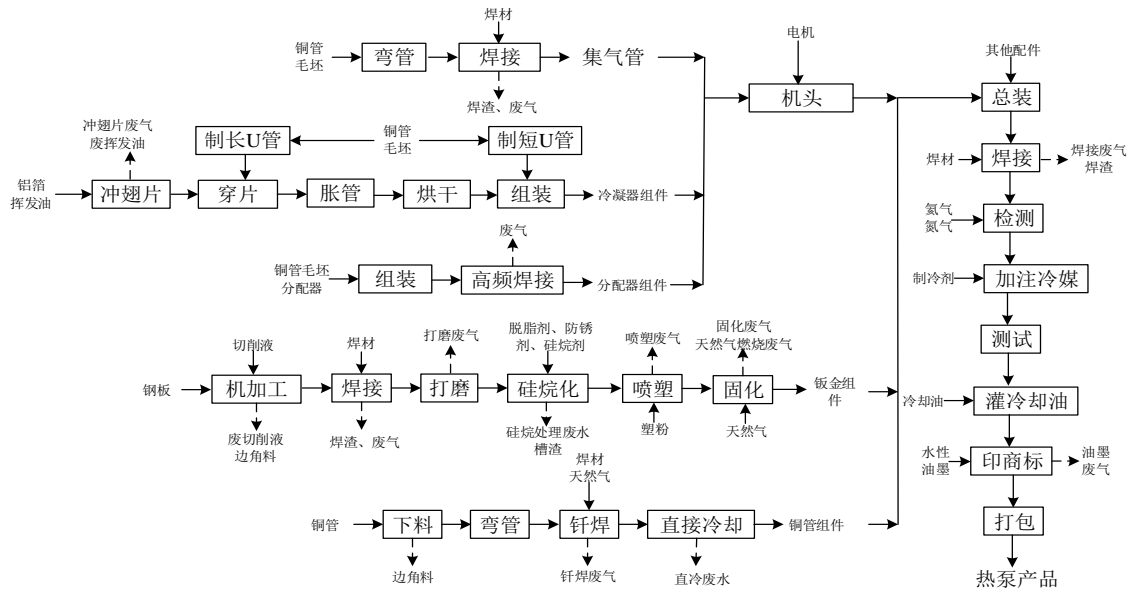 焊材
铜管
毛坯
弯管
焊接
集气管
焊渣、废气
电机
机头
其他配件
总装
冲翅片废气
废挥发油
制长U管
铜管
毛坯
制短U管
铝箔
挥发油
冲翅片
穿片
胀管
烘干
组装
冷凝器组件
焊材
焊接
焊接废气
焊渣
氦气
氮气
检测
废气
铜管毛坯
分配器
组装
高频焊接
分配器组件
制冷剂
加注冷媒
测试
切削液
焊材
打磨废气
脱脂剂、防锈
剂、硅烷剂
喷塑废气
固化废气
天然气燃烧废气
钢板
机加工
焊接
打磨
硅烷化
喷塑
固化
钣金组
件
废切削液
边角料
焊渣、废气
硅烷处理废水
槽渣
塑粉
天然气
冷却油
灌冷却油
水性
油墨
印商标
油墨
废气
焊材
天然气
铜管
下料
弯管
钎焊
直接冷却
铜管组件
边角料
钎焊废气
直冷废水
打包
热泵产品